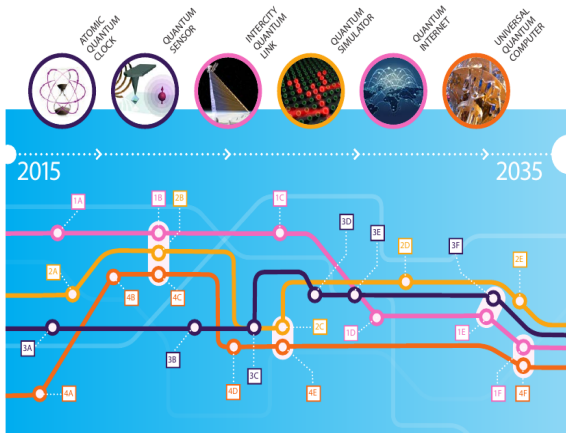 ATOMIC
QUANTUM
CLOCK
QUANTUM
SENSOR
INTERCITY
QUANTUM
LINK
QUANTUM
SIMULATOR
QUANTUM
INTERNET
UNIVERSAL
QUANTUM
COMPUTER
2015
2035
1A
1B
2B
1C
3D
3E
2D
3F
2E
2A
4B
4C
2C
1D
1E
3A
3B
3C
4A
4D
4E
1F
4F